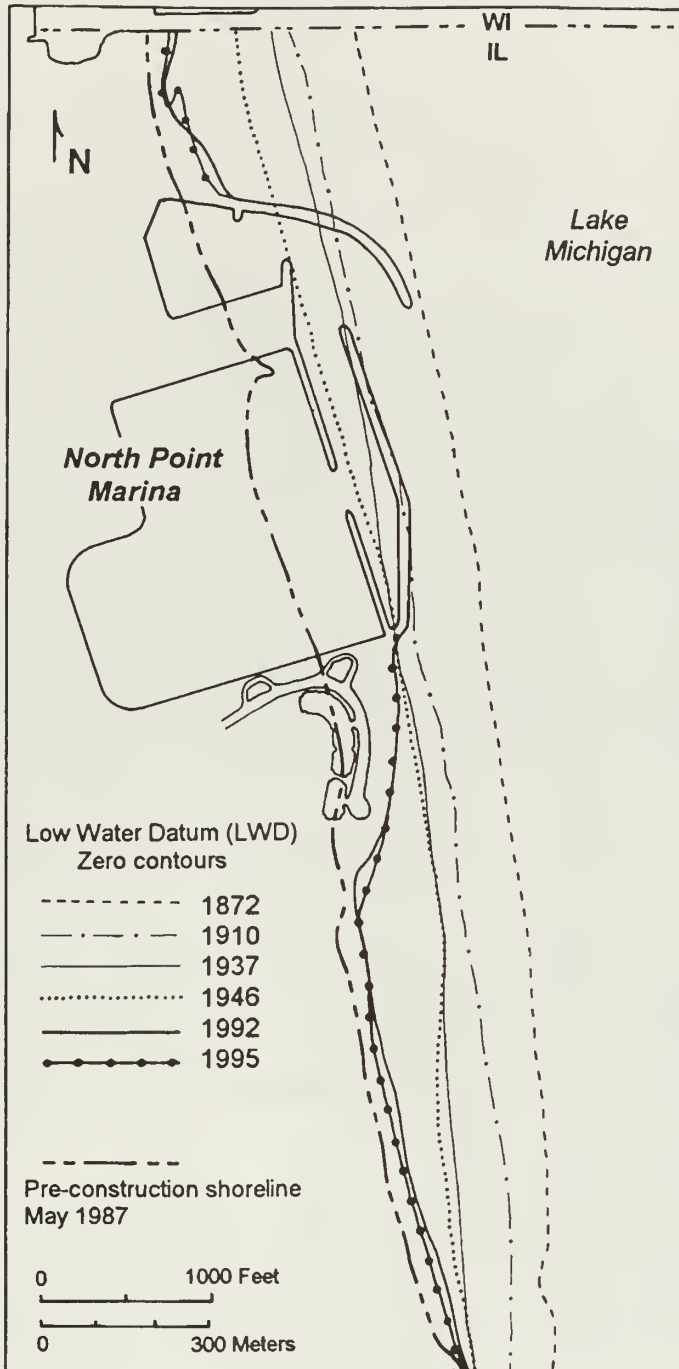 WI
IL
N
Lake
Michigan
North Point
Marina
Low Water Datum (LWD)
Zero contours
1872
1910
1937
1946
1992
1995
Pre-construction shoreline
May 1987
0 1000 Feet
0 300 Meters